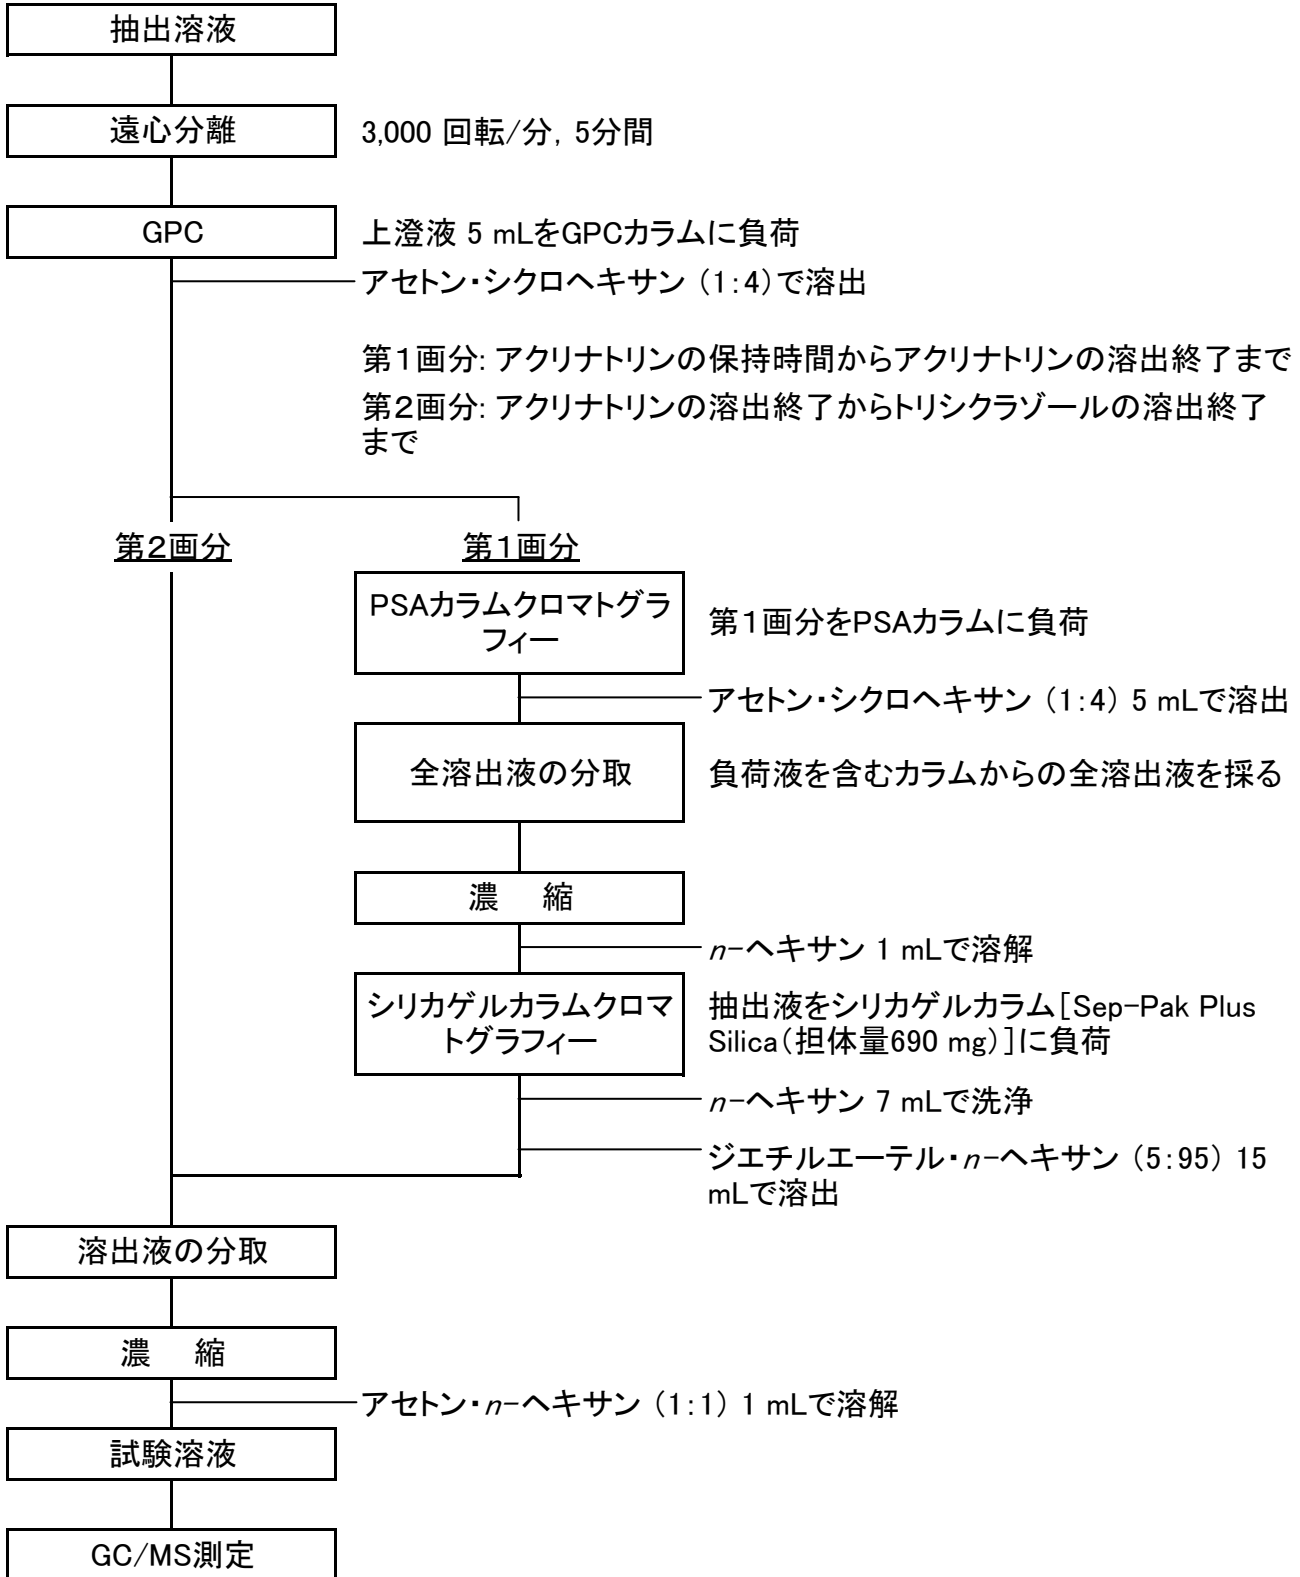 抽出溶液
遠心分離
3,000 回転/分, 5分間
GPC
上澄液 5 mLをGPCカラムに負荷
アセトン・シクロヘキサン (1:4)で溶出
第1画分: アクリナトリンの保持時間からアクリナトリンの溶出終了まで
第2画分: アクリナトリンの溶出終了からトリシクラゾールの溶出終了
まで
第2画分
第1画分
PSAカラムクロマトグラ
フィー
第1画分をPSAカラムに負荷
アセトン・シクロヘキサン (1:4) 5 mLで溶出
全溶出液の分取
負荷液を含むカラムからの全溶出液を採る
濃 縮
n-ヘキサン 1 mLで溶解
シリカゲルカラムクロマ
トグラフィー
抽出液をシリカゲルカラム[Sep-Pak Plus
Silica(担体量690 mg)]に負荷
n-ヘキサン 7 mLで洗浄
ジエチルエーテル・n-ヘキサン (5:95) 15
mLで溶出
溶出液の分取
濃 縮
アセトン・n-ヘキサン (1:1) 1 mLで溶解
試験溶液
GC/MS測定